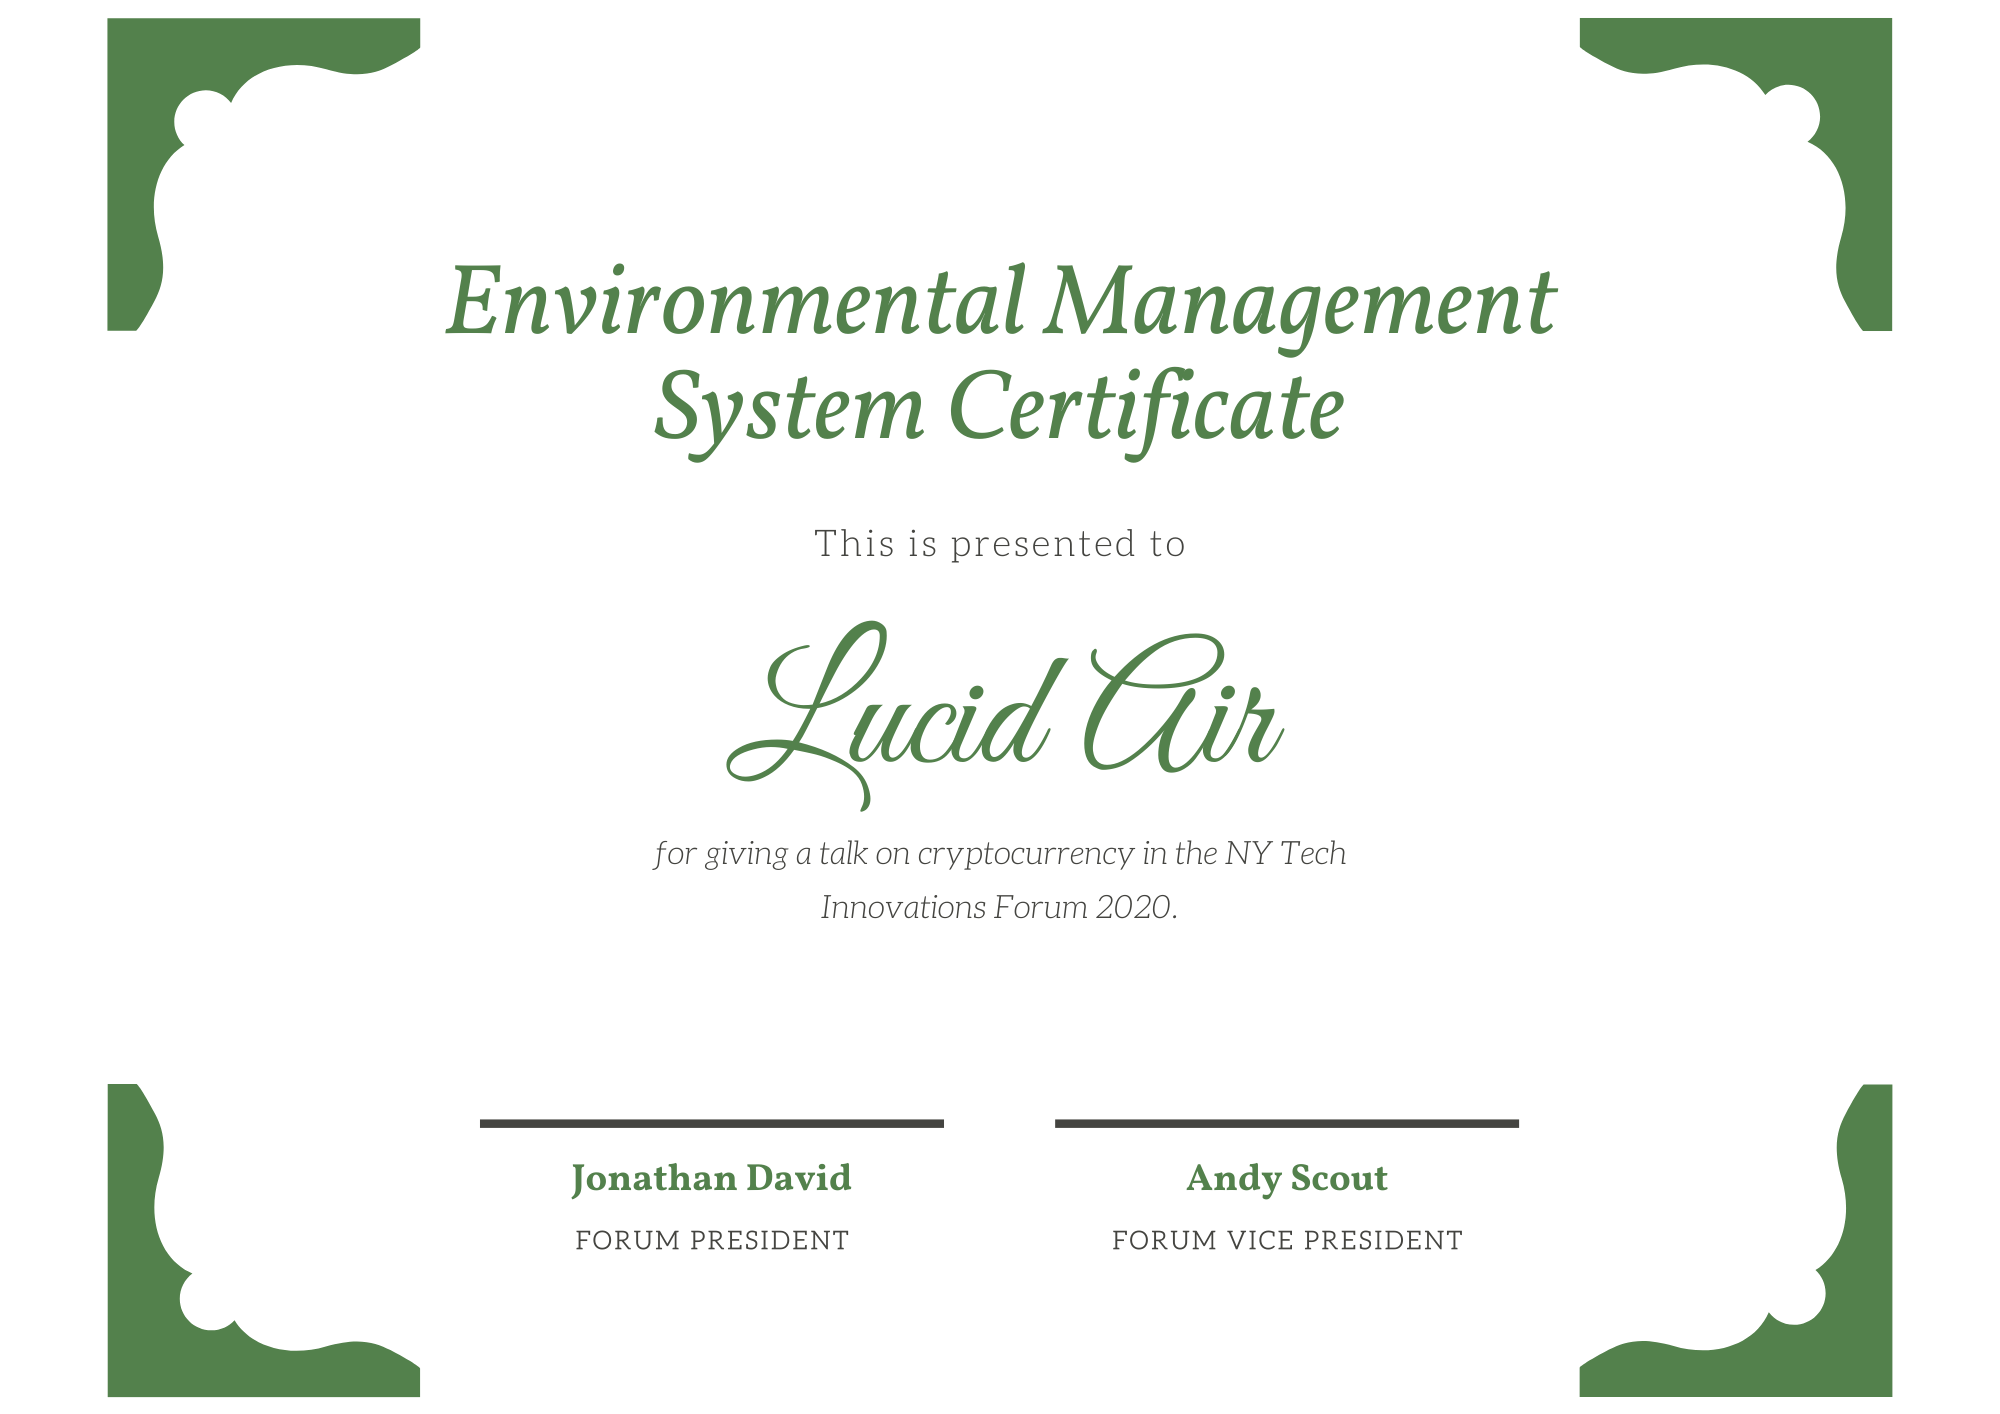 Environmental Management
System Certificate
This is presented to
Lucid Air
for giving a talk on cryptocurrency in the NY Tech
Innovations Forum 2020.
Jonathan David
FORUM PRESIDENT
Andy Scout
FORUM VICE PRESIDENT